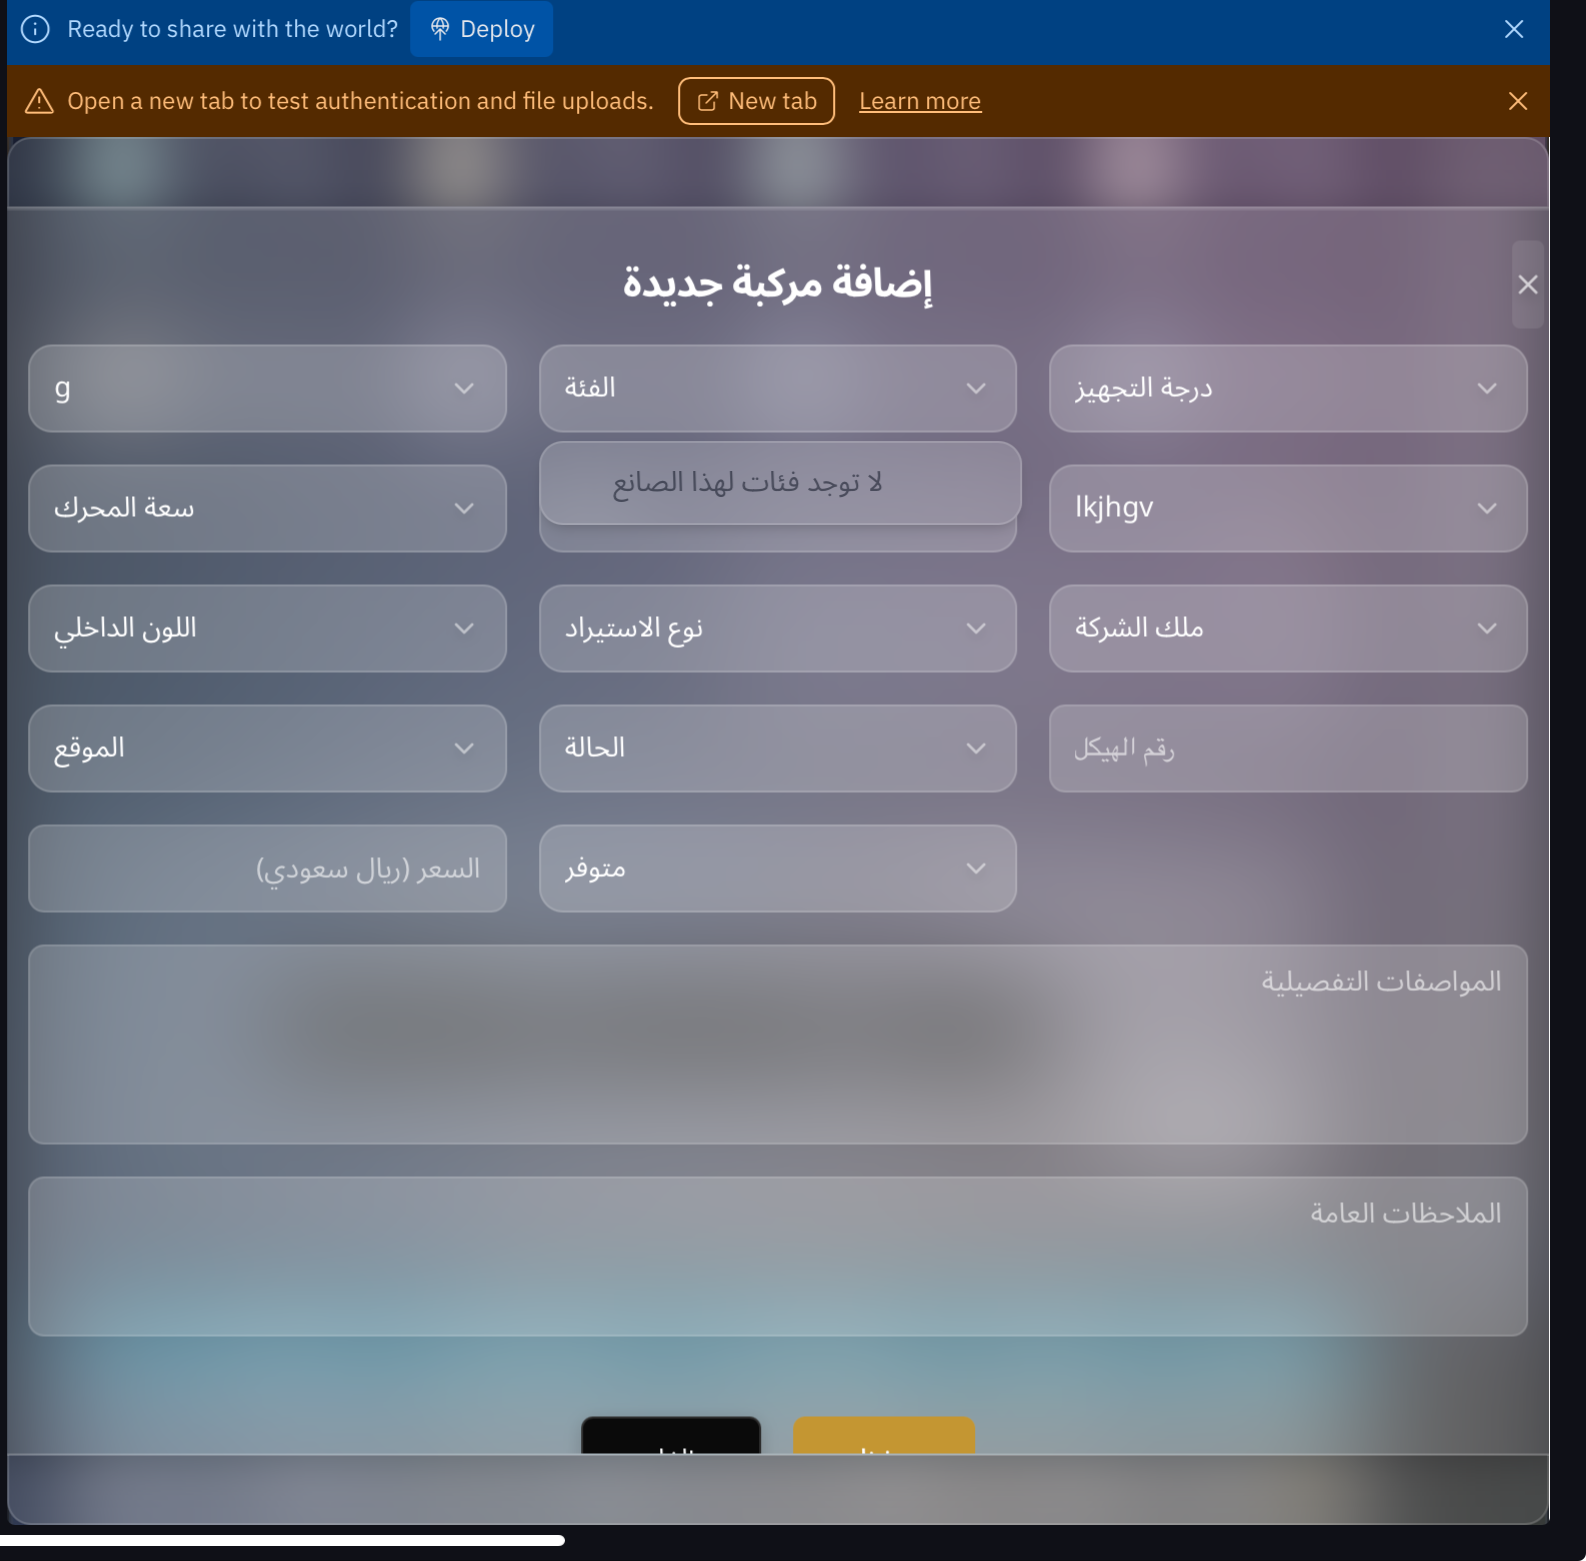 Ready to share with the world? Deploy
Open a new tab to test authentication and file uploads. New tab Learn more
إضافة مركبة جديدة
g
الفئة
درجة التجهيز
لا توجد فئات لهذا الصانع
سعة المحرك
lkjhgv
اللون الداخلي
نوع الاستيراد
ملك الشركة
الموقع
الحالة
رقم الهيكل
السعر (ريال سعودي)
متوفر
المواصفات التفصيلية
الملاحظات العامة